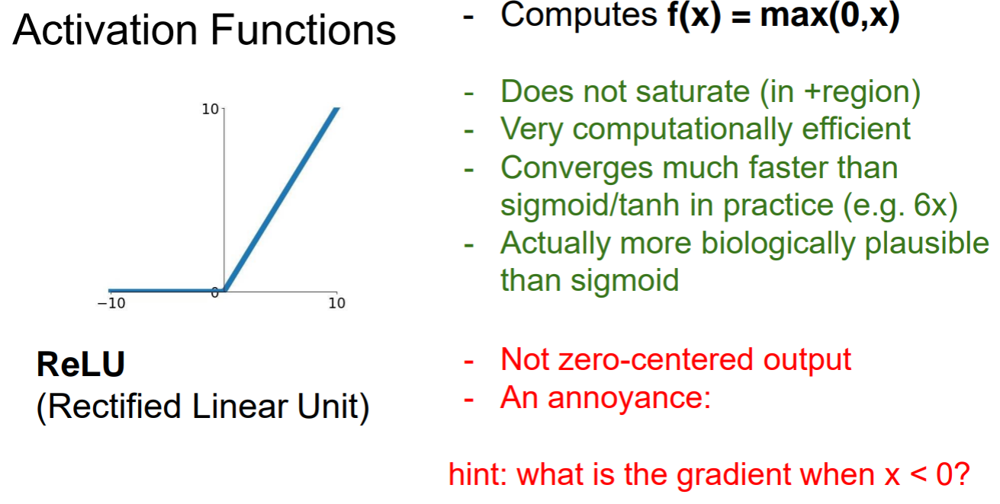 Activation Functions
10
0
−10
10
ReLU
(Rectified Linear Unit)
- Computes f(x) = max(0,x)
- Does not saturate (in +region)
- Very computationally efficient
- Converges much faster than
sigmoid/tanh in practice (e.g. 6x)
- Actually more biologically plausible
than sigmoid
- Not zero-centered output
- An annoyance:
hint: what is the gradient when x < 0?